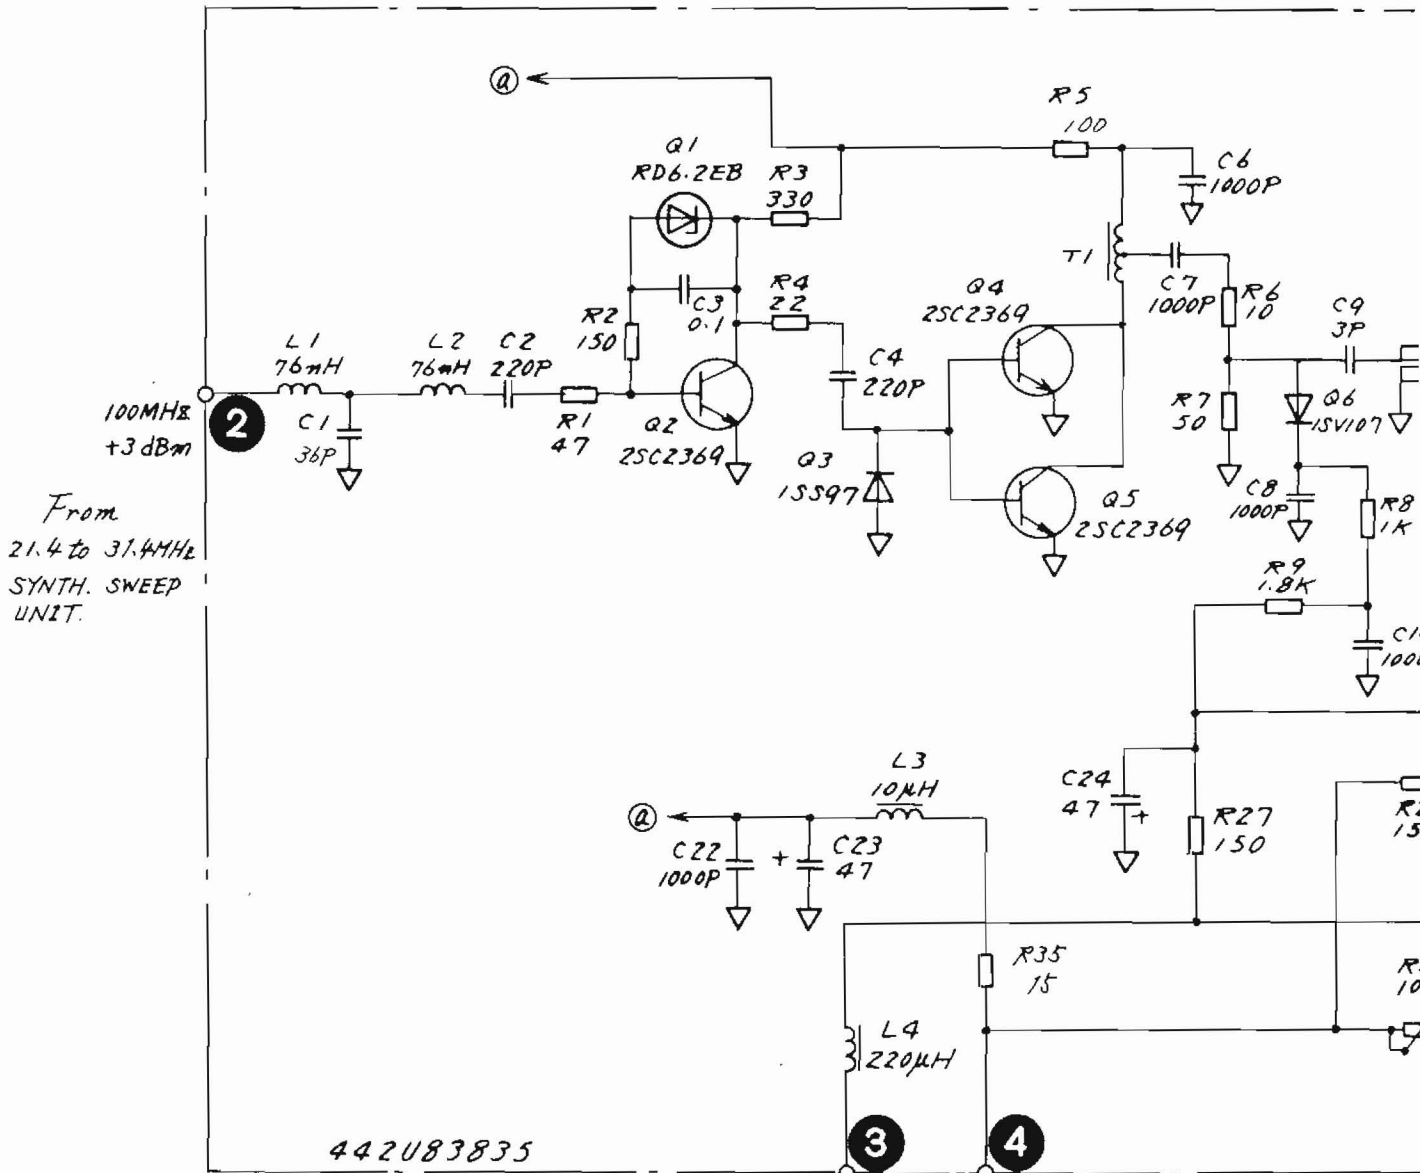 a
R5
100
Q1
RD6.2EB
R3
330
C6
1000P
T1
C7
1000P
R6
10
C9
3P
R2
150
C3
0.1
R4
22
Q4
2SC2369
L1
76nH
L2
76nH
C2
220P
C4
220P
100MHz
+3dBm
2
C1
36P
R1
47
Q2
2SC2369
Q3
1SS97
R7
50
Q6
1SV107
Q5
2SC2369
C8
1000P
R8
1K
From
21.4 to 31.4MHz
SYNTH. SWEEP
UNIT.
R9
1.8K
L3
10µH
a
C22
1000P
+
C23
47
C24
47
+
R27
150
R35
15
L4
220µH
442U83835
3
4